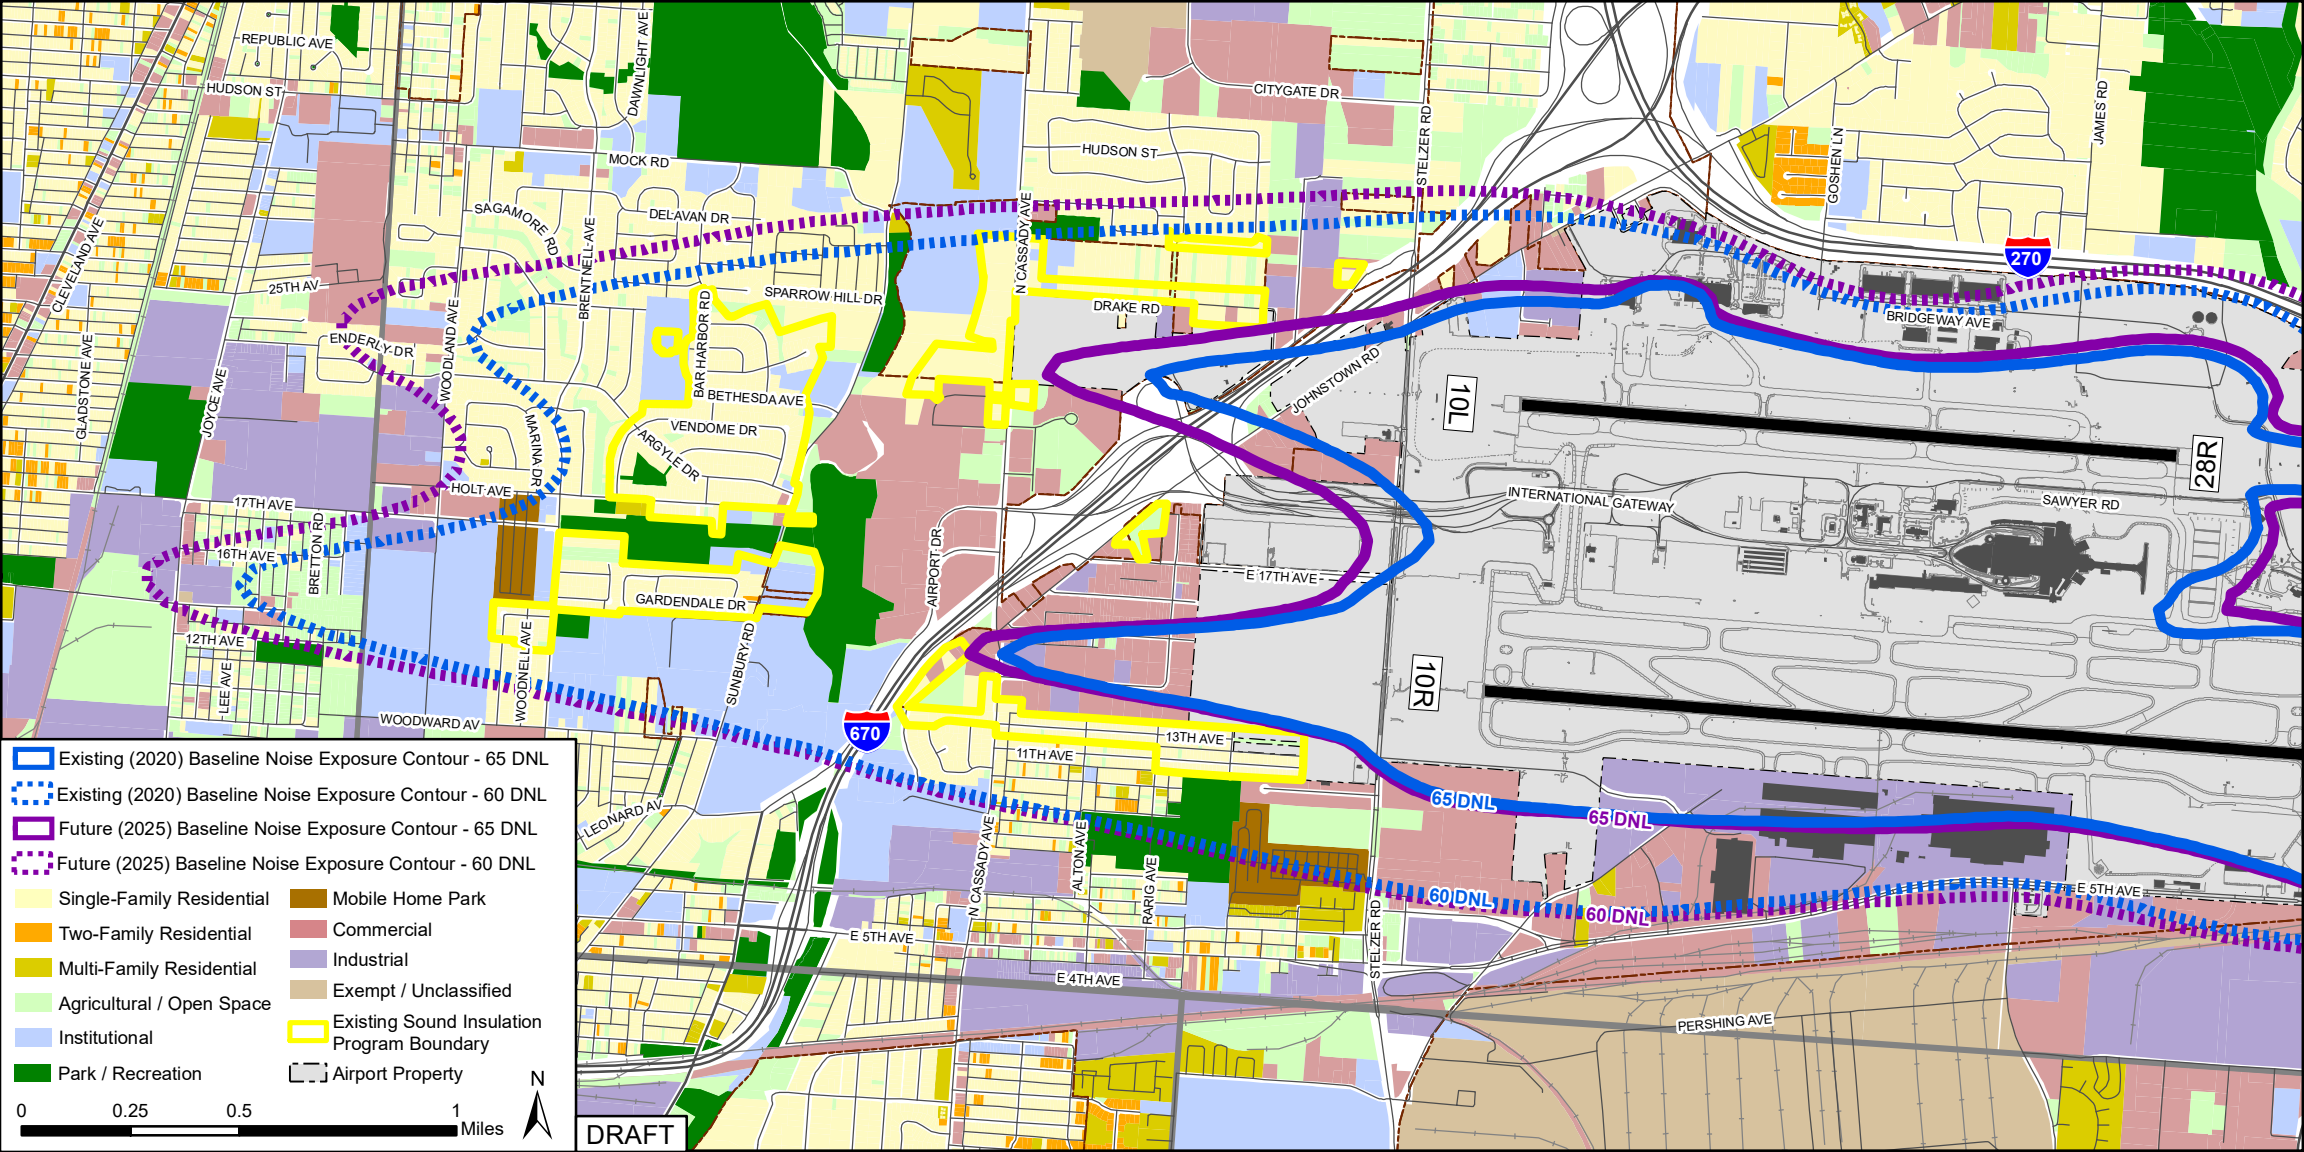 REPUBLIC AVE
HUDSON ST
DAWNLIGHT AVE
MOCK RD
CITYGATE DR
HUDSON ST
STELZER RD
GOSHEN LN
JAMES RD
CLEVELAND AVE
SAGAMORE RD
BRENTNELL AVE
DELAVAN DR
N CASSADY AVE
270
25TH AV
SPARROW HILL DR
DRAKE RD
BRIDGEWAY AVE
ENDERLY DR
WOODLAND AVE
BAR HARBOR RD
JOHNSTOWN RD
GLADSTONE AVE
JOYCE AVE
BETHESDA AVE
10L
VENDOME DR
MARINA DR
ARGYLE DR
28R
HOLT AVE
17TH AVE
INTERNATIONAL GATEWAY
SAWYER RD
16TH AVE
BRETTON RD
AIRPORT DR
E 17TH AVE
GARDENDALE DR
12TH AVE
LEE AVE
WOODNELL AVE
SUNBURY RD
10R
WOODWARD AV
670
13TH AVE
11TH AVE
LEONARD AV
65 DNL
65 DNL
N CASSADY AVE
ALTON AVE
RARIG AVE
60 DNL
60 DNL
E 5TH AVE
E 5TH AVE
STELZER RD
E 4TH AVE
PERSHING AVE
Existing (2020) Baseline Noise Exposure Contour - 65 DNL
Existing (2020) Baseline Noise Exposure Contour - 60 DNL
Future (2025) Baseline Noise Exposure Contour - 65 DNL
Future (2025) Baseline Noise Exposure Contour - 60 DNL
Single-Family Residential
Two-Family Residential
Multi-Family Residential
Agricultural / Open Space
Institutional
Park / Recreation
Mobile Home Park
Commercial
Industrial
Exempt / Unclassified
Existing Sound Insulation
Program Boundary
Airport Property
N
0 0.25 0.5 1
Miles
DRAFT